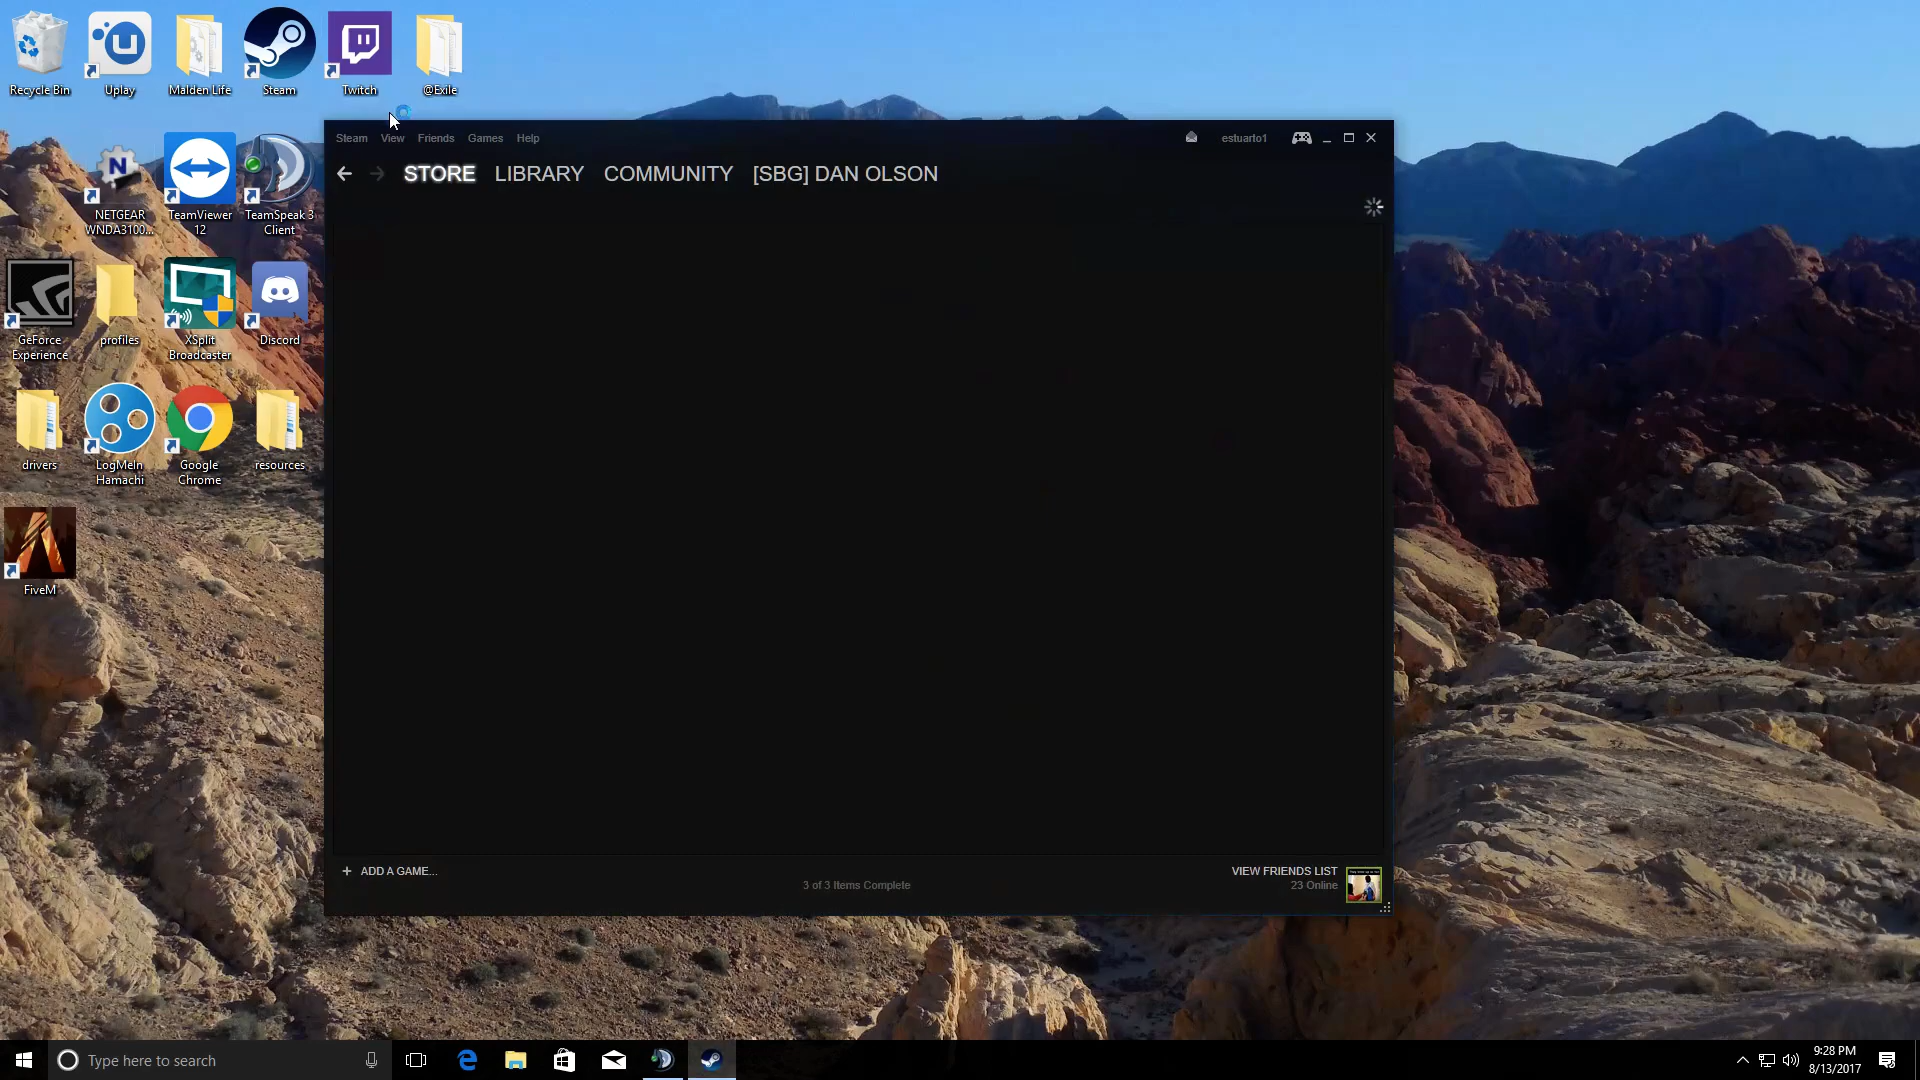 Recycle Bin
Uplay
Malden Life
Steam
Twitch
@Exile
NETGEAR
WNDA3100...
TeamViewer
12
TeamSpeak 3
Client
GeForce
Experience
profiles
XSplit
Broadcaster
Discord
drivers
LogMeIn
Hamachi
Google
Chrome
resources
FiveM
Steam View Friends Games Help
estuarto1
STORE LIBRARY COMMUNITY [SBG] DAN OLSON
+ ADD A GAME...
3 of 3 Items Complete
VIEW FRIENDS LIST
23 Online
Type here to search
9:28 PM
8/13/2017